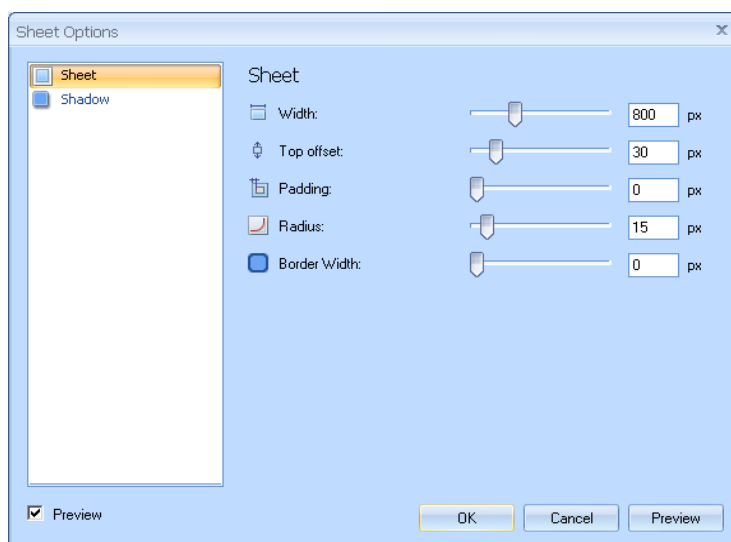 Sheet Options
Sheet
Shadow
Sheet
Width: 800 px
Top offset: 30 px
Padding: 0 px
Radius: 15 px
Border Width: 0 px
Preview
OK Cancel Preview